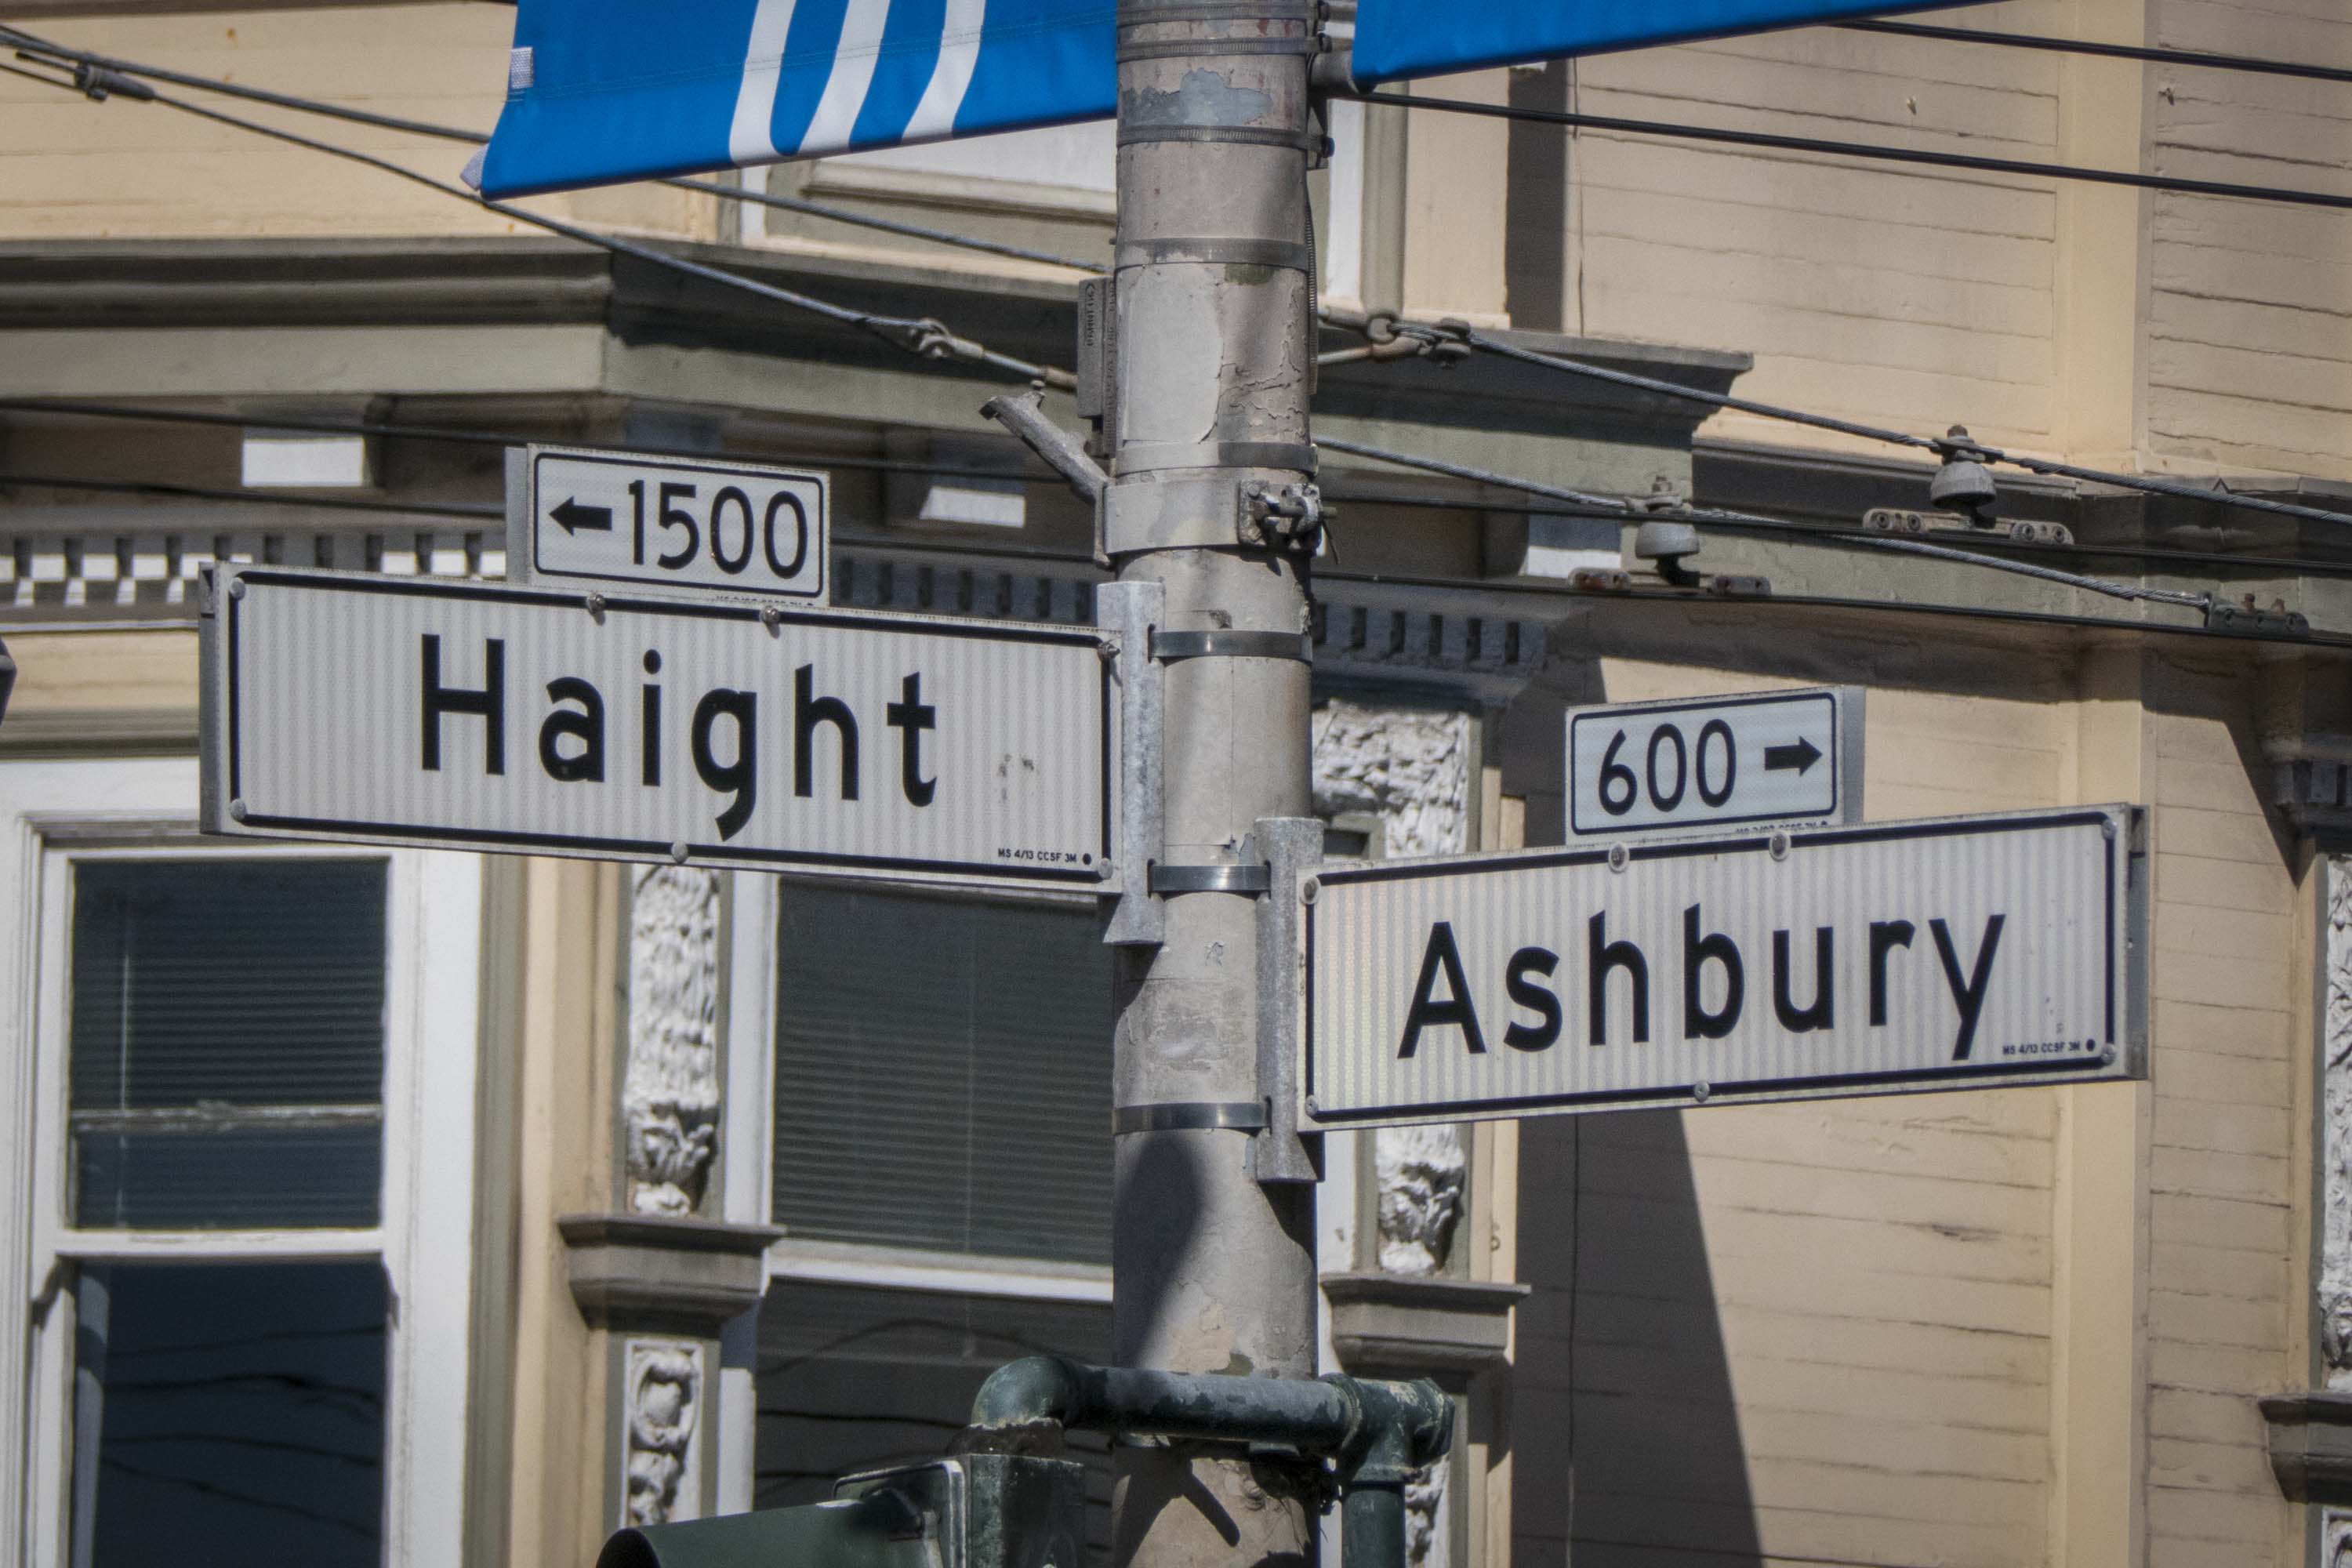 ← 1500
Haight
MS 4/13 CCSF 3M
600 →
Ashbury
MS 4/13 CCSF 3M